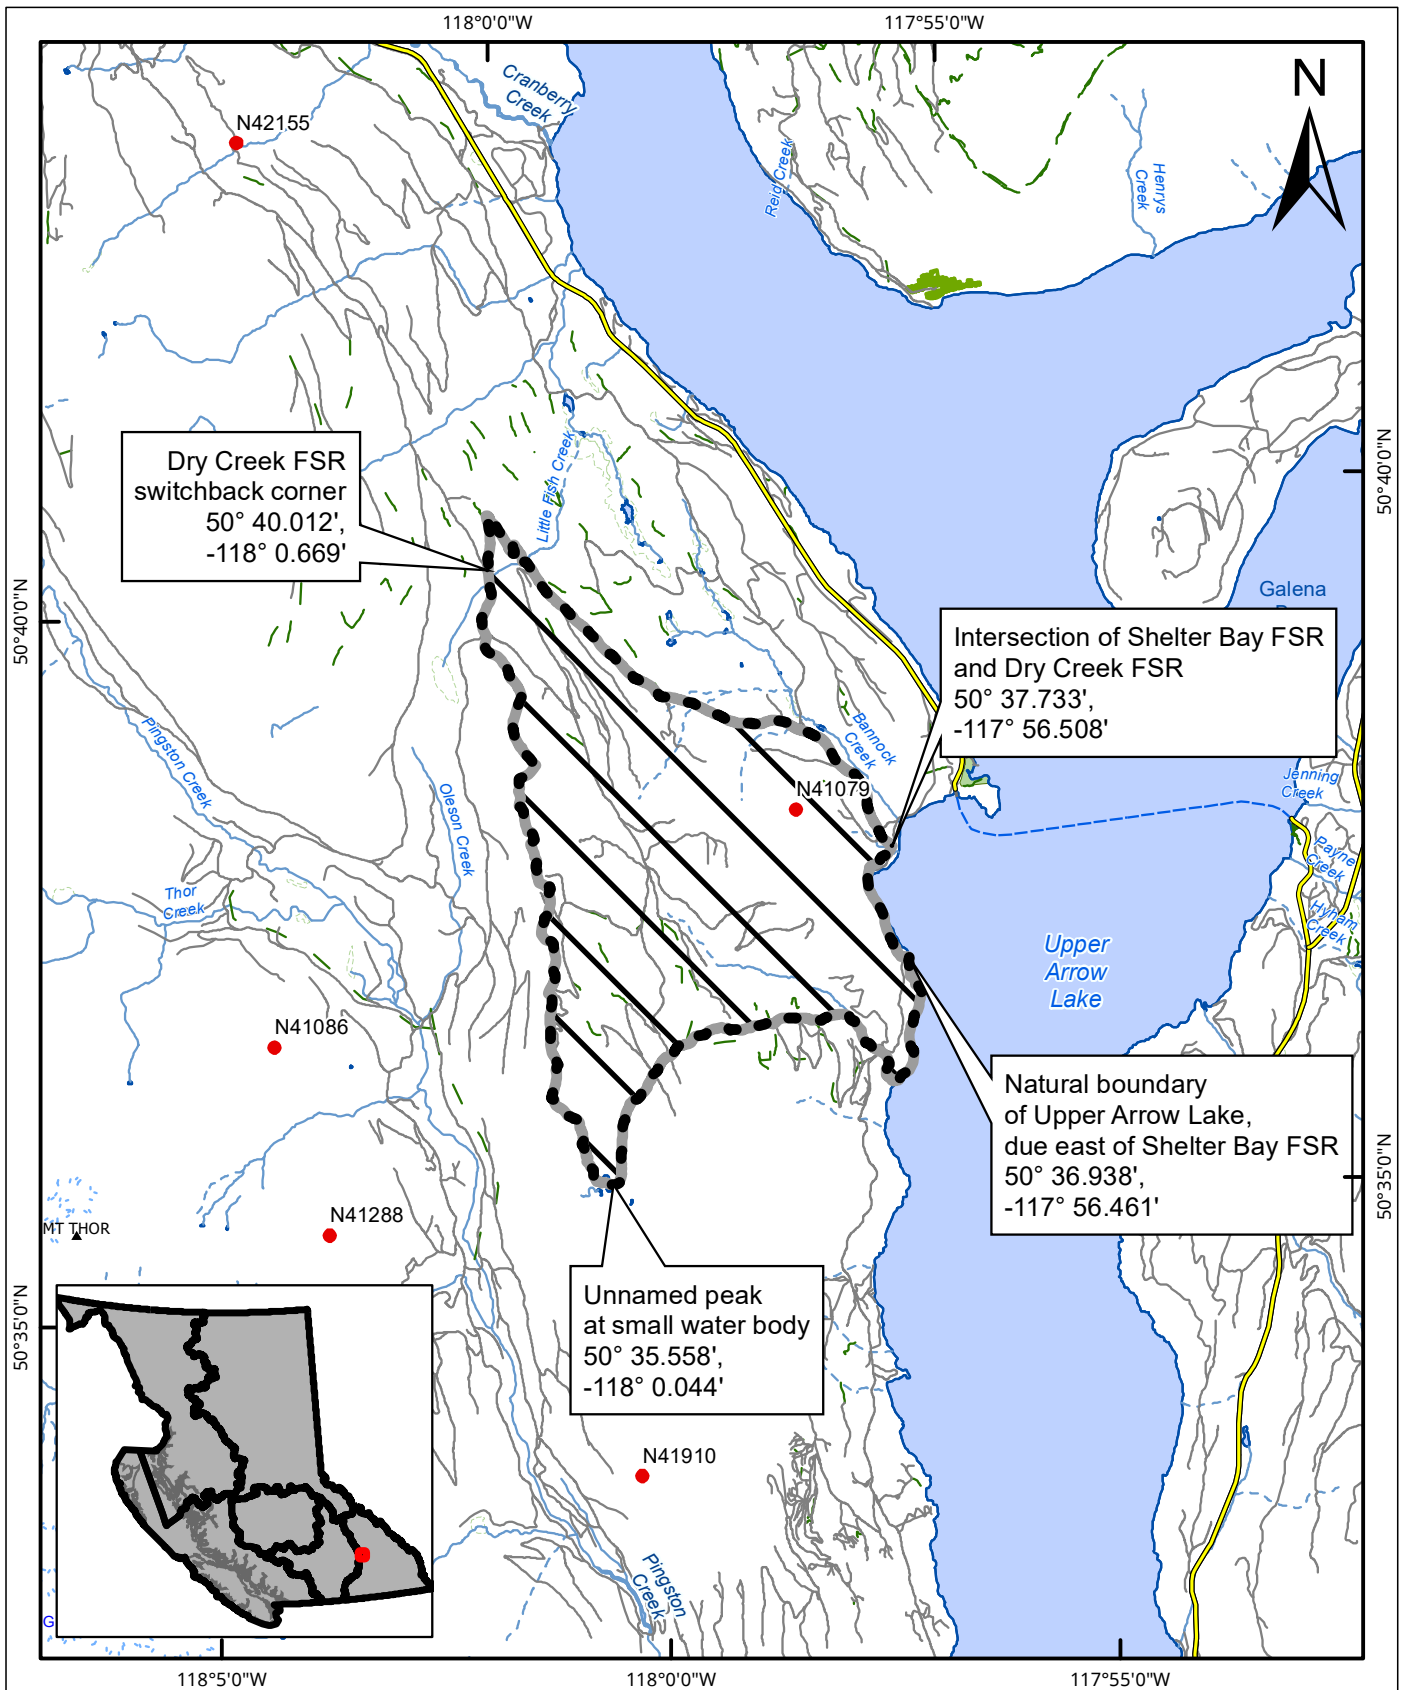 118°0'0"W
117°55'0"W
Cranberry
Creek
N
N42155
Reid Creek
Henrys
Creek
50°40'0"N
Dry Creek FSR
switchback corner
50° 40.012',
-118° 0.669'
Little Fish Creek
50°40'0"N
Galena
Intersection of Shelter Bay FSR
and Dry Creek FSR
50° 37.733',
-117° 56.508'
Pingston Creek
Bannock
Creek
Oleson Creek
N41079
Jenning
Creek
Payne
Creek
Thor
Creek
Hyham
Creek
Upper
Arrow
Lake
N41086
Natural boundary
of Upper Arrow Lake,
due east of Shelter Bay FSR
50° 36.938',
-117° 56.461'
50°35'0"N
N41288
MT THOR
Unnamed peak
at small water body
50° 35.558',
-118° 0.044'
50°35'0"N
N41910
Pingston
Creek
G
118°5'0"W
118°0'0"W
117°55'0"W